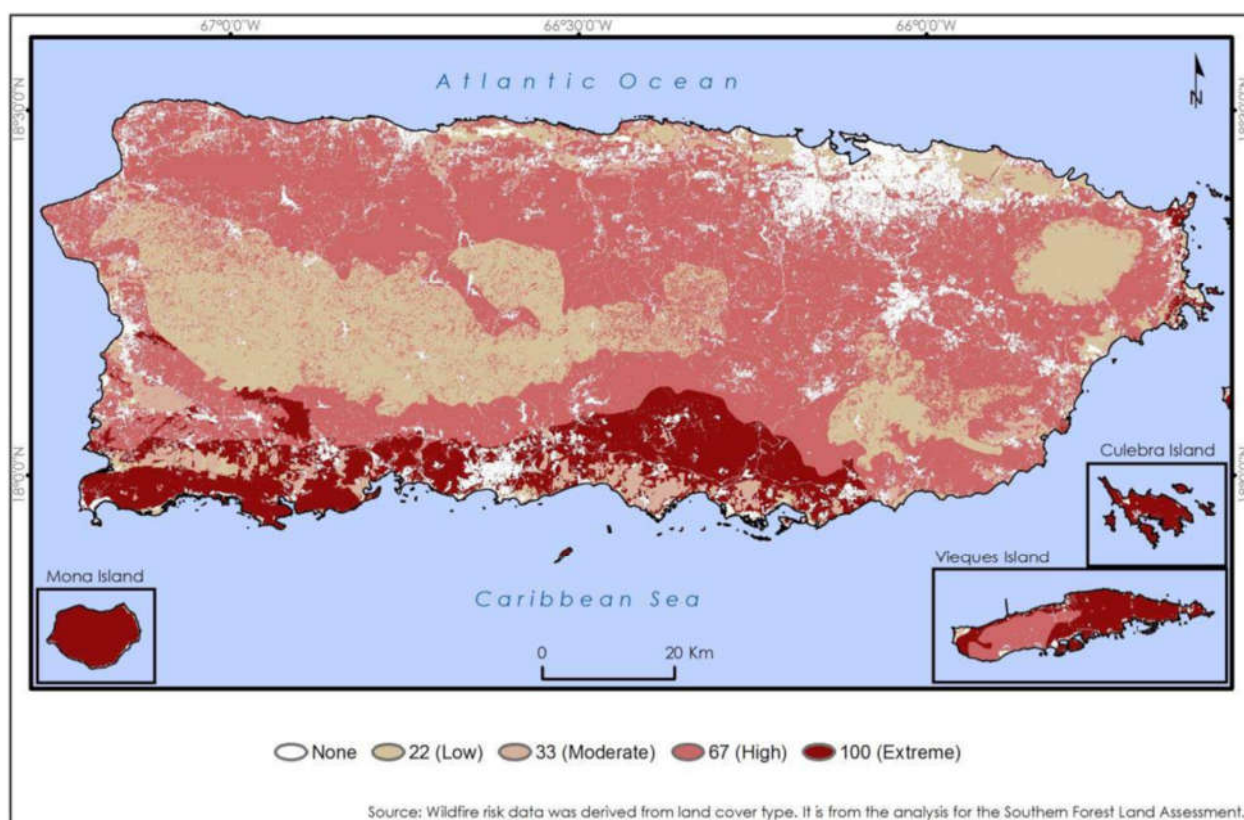 67°0'0"W 66°30'0"W 66°0'0"W
Atlantic Ocean
N
18°30'0"N
18°0'0"N
Culebra Island
Vieques Island
Mona Island
Caribbean Sea
0 20 Km
None 22 (Low) 33 (Moderate) 67 (High) 100 (Extreme)
Source: Wildfire risk data was derived from land cover type. It is from the analysis for the Southern Forest Land Assessment.